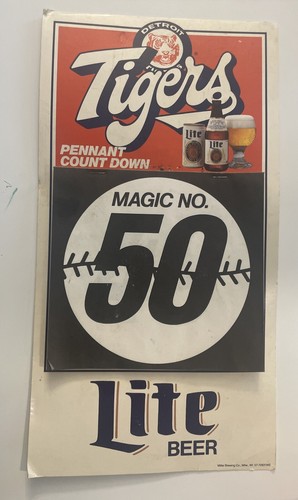 DETROIT
Tigers
PENNANT
COUNT DOWN
Lite
Lite
MAGIC NO.
50
Lite
BEER